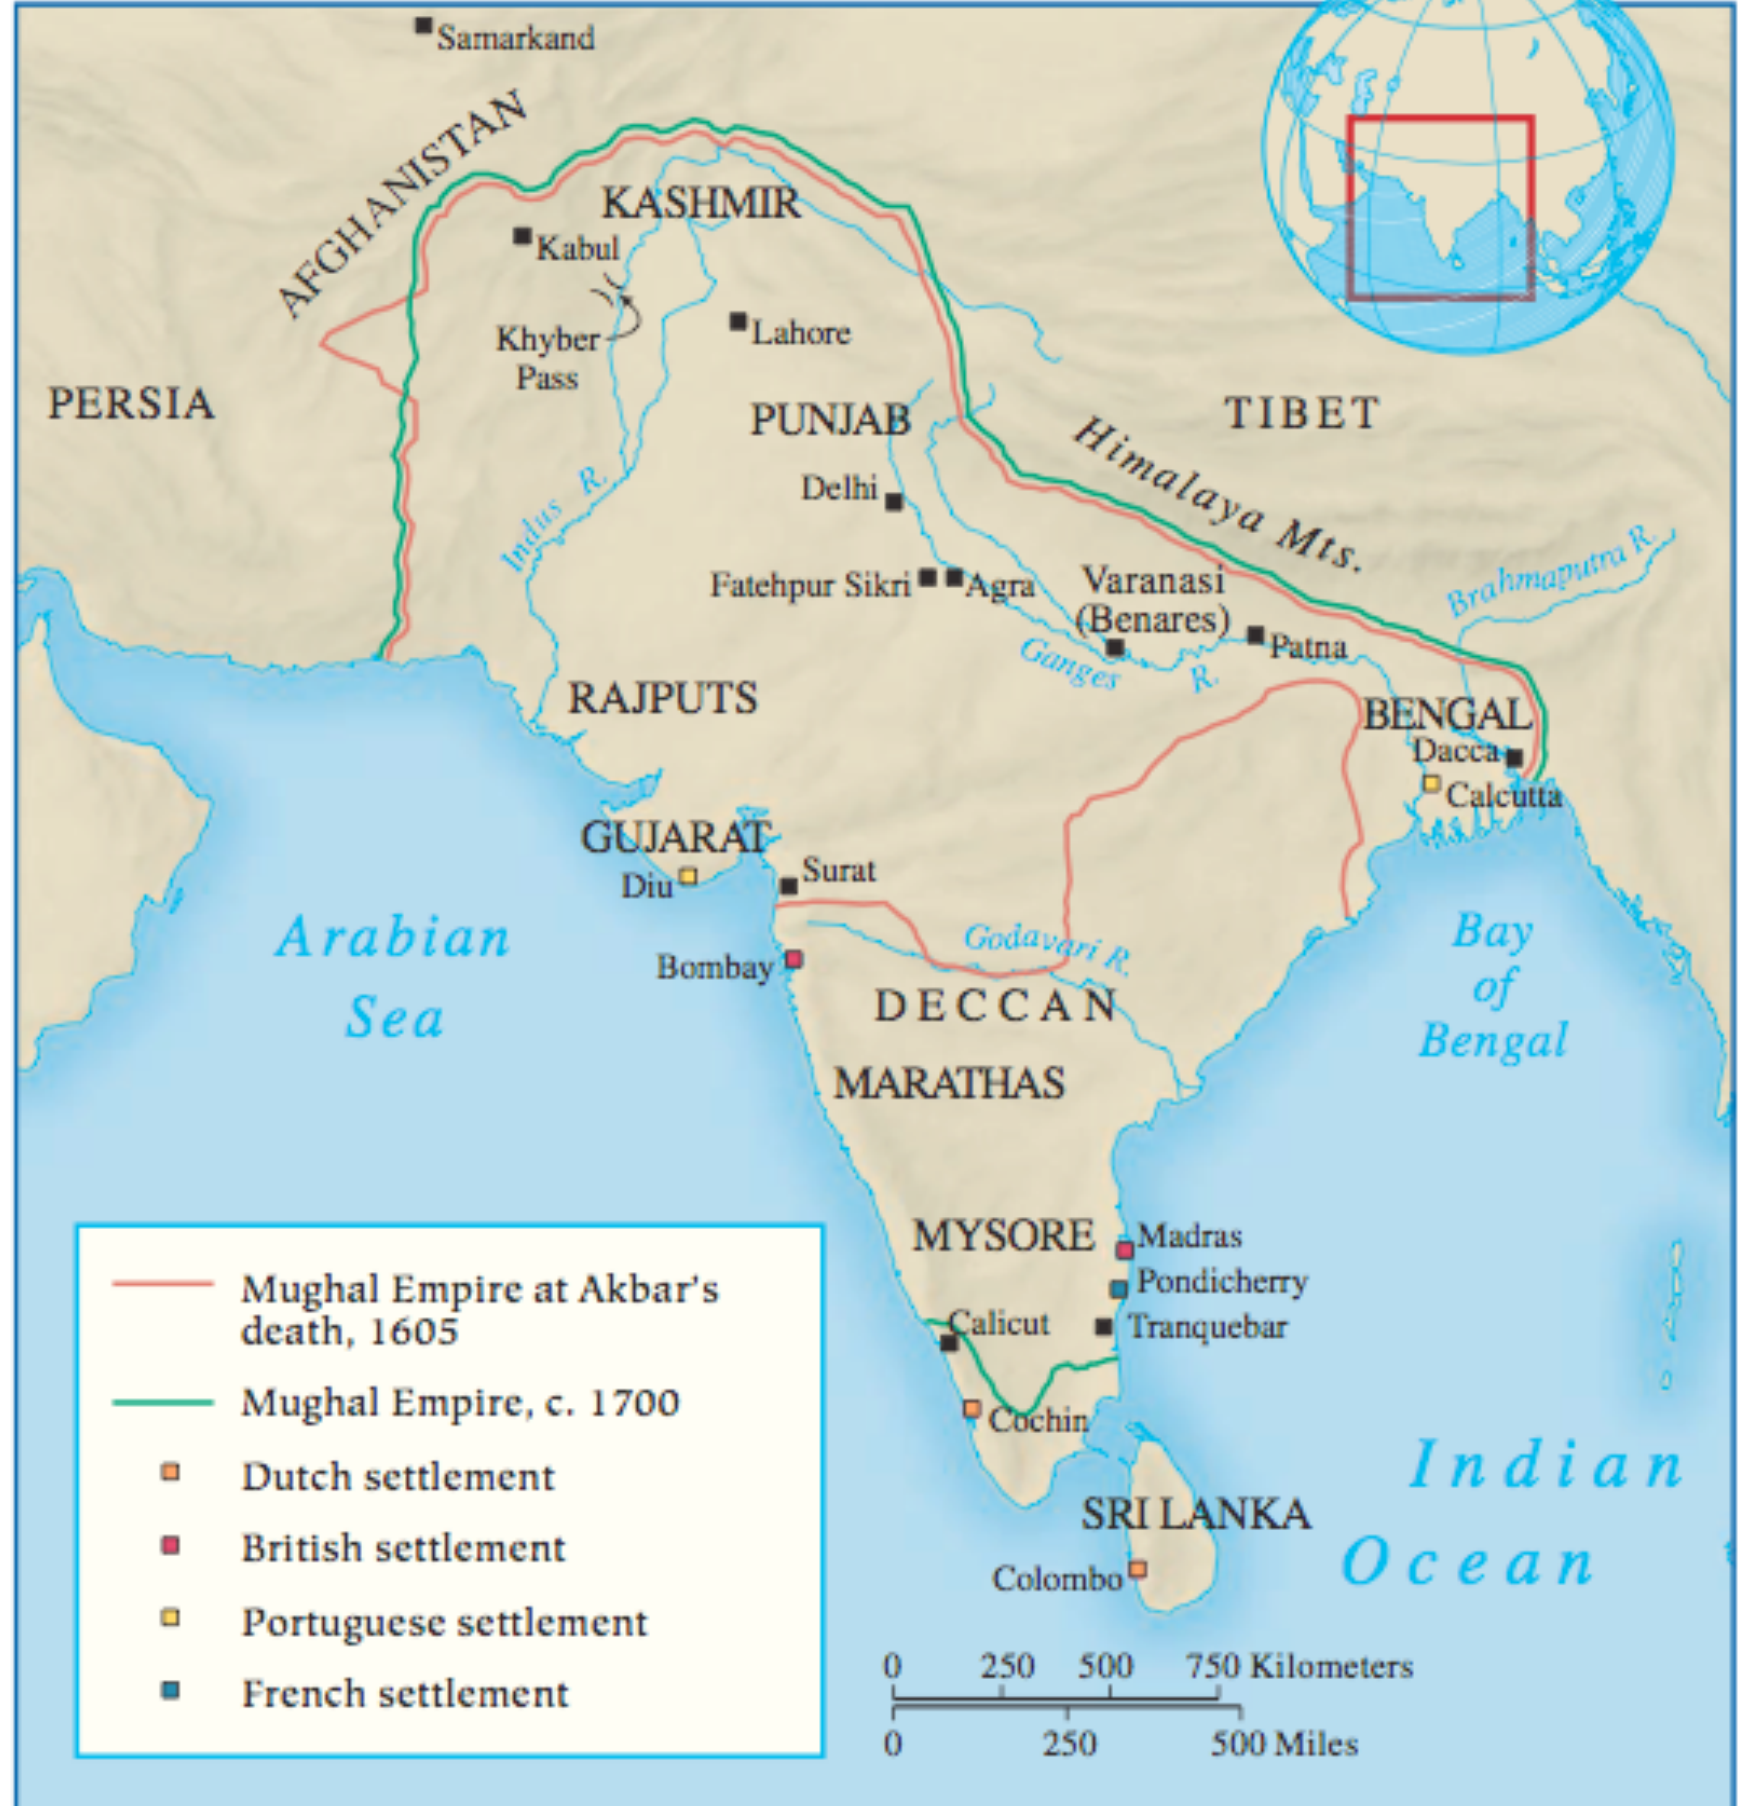 Samarkand
AFGHANISTAN
KASHMIR
Kabul
Khyber
Pass
Lahore
PERSIA
PUNJAB
TIBET
Himalaya Mts.
Delhi
Indus R.
Fatehpur Sikri
Agra
Varanasi
(Benares)
Brahmaputra R.
Patna
Ganges R.
RAJPUTS
BENGAL
Dacca
Calcutta
GUJARAT
Diu
Surat
Arabian
Sea
Bombay
Godavari R.
Bay
of
Bengal
DECCAN
MARATHAS
MYSORE
Madras
Pondicherry
Calicut
Tranquebar
Cochin
Indian
Ocean
SRI LANKA
Colombo
Mughal Empire at Akbar's
death, 1605
Mughal Empire, c. 1700
Dutch settlement
British settlement
Portuguese settlement
French settlement
0 250 500 750 Kilometers
0 250 500 Miles